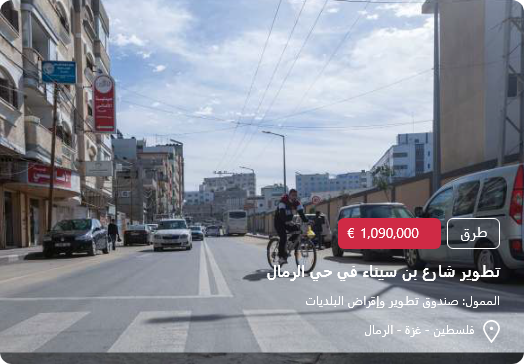 طرق
1,090,000 €
تطوير شارع بن سيناء في حي الرمال
الممول: صندوق تطوير وإقراض البلديات
فلسطين - غزة - الرمال